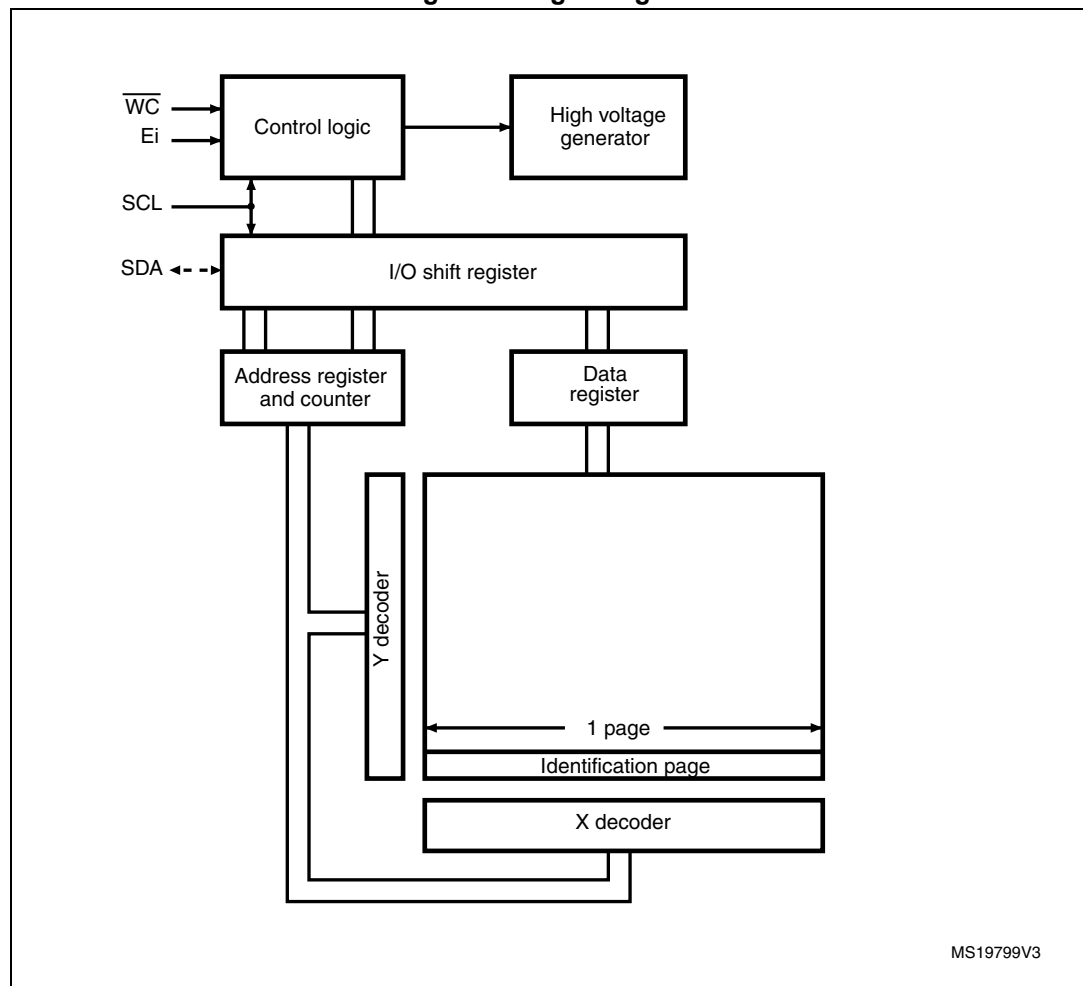 WC
Ei
Control logic
High voltage
generator
SCL
SDA
I/O shift register
Address register
and counter
Data
register
Y decoder
1 page
Identification page
X decoder
MS19799V3